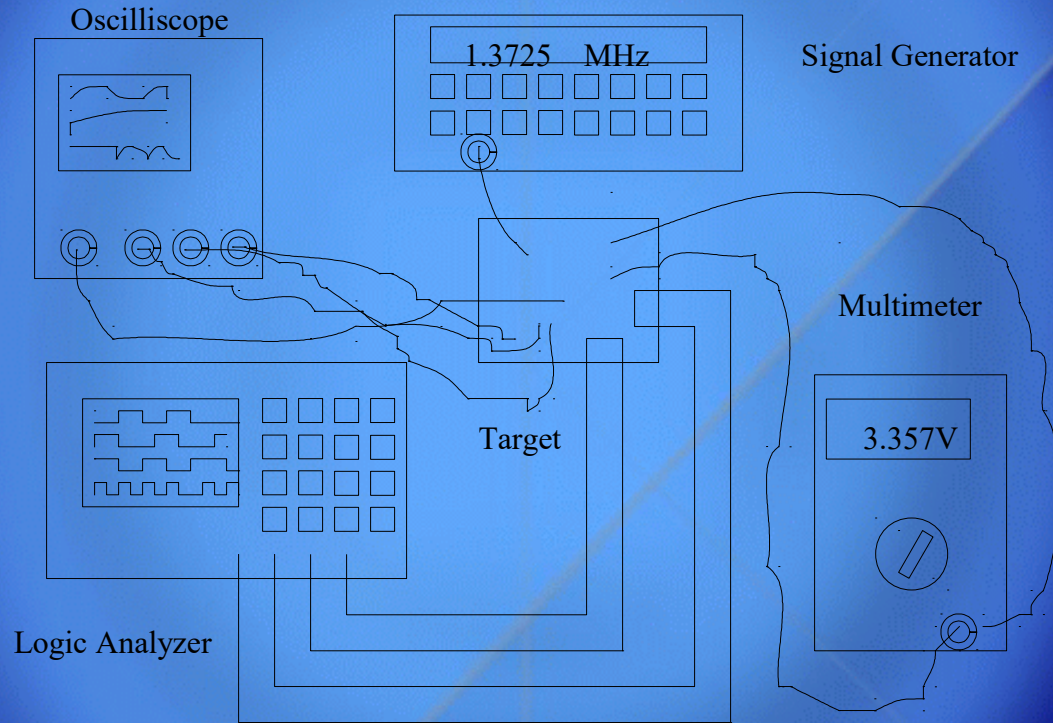 Oscilliscope
1.3725 MHz
Signal Generator
Multimeter
Target
3.357V
Logic Analyzer